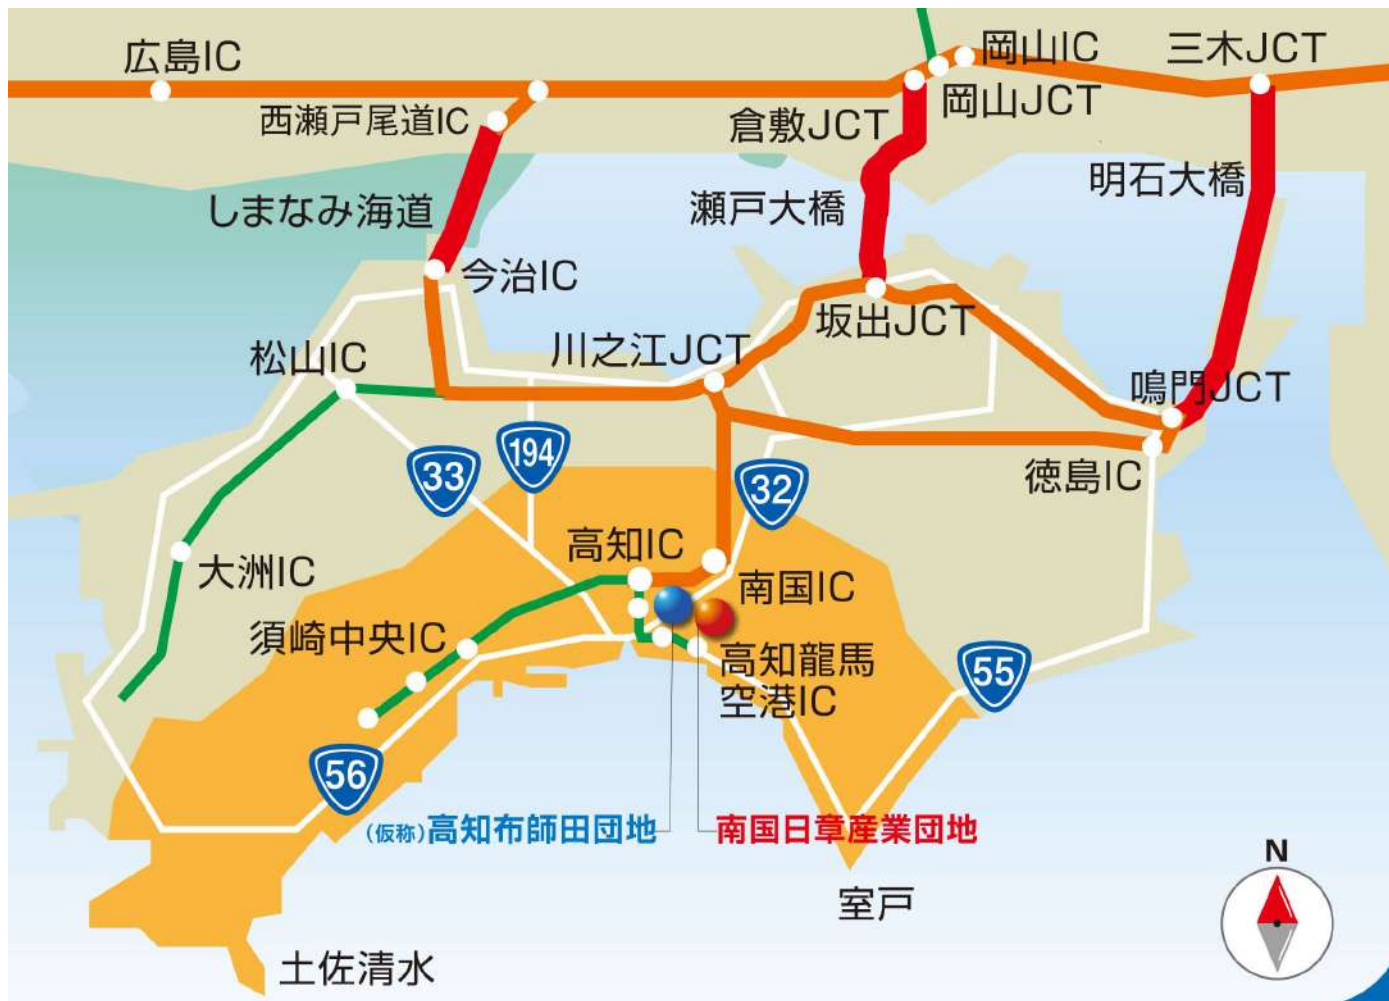 広島IC
岡山IC
三木JCT
西瀬戸尾道IC
倉敷JCT
岡山JCT
しまなみ海道
瀬戸大橋
明石大橋
今治IC
坂出JCT
松山IC
川之江JCT
鳴門JCT
33
194
32
徳島IC
高知IC
大洲IC
南国IC
須崎中央IC
高知龍馬
空港IC
55
56
(仮称)高知布師田団地
南国日章産業団地
N
室戸
土佐清水